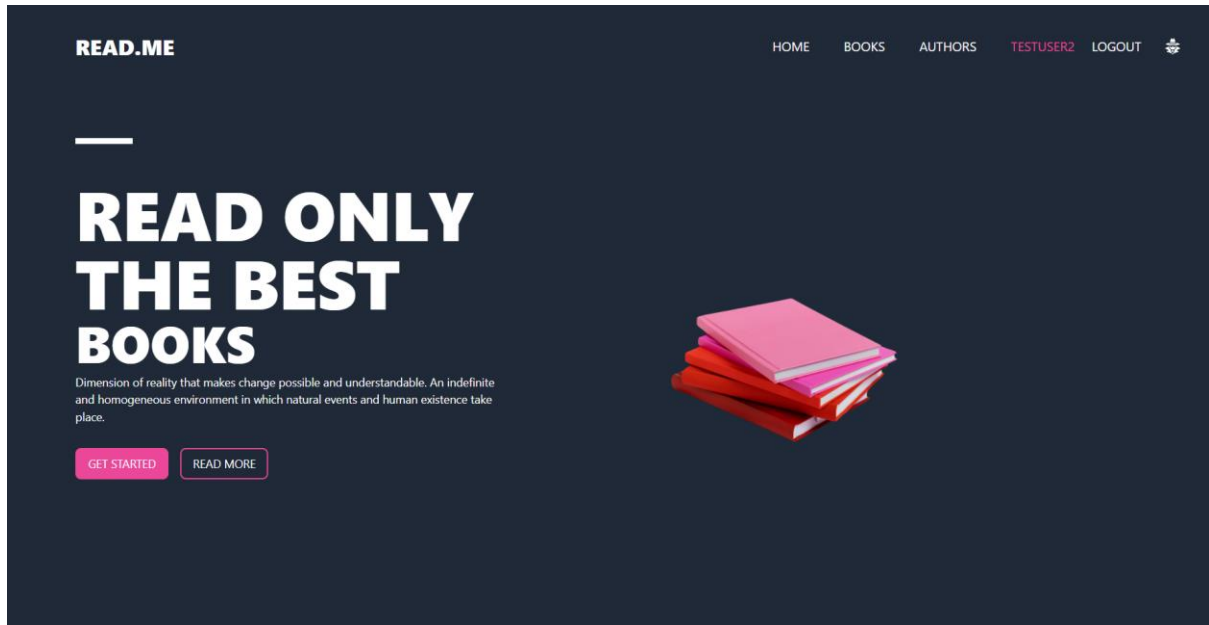 READ.ME
HOME BOOKS AUTHORS TESTUSER2 LOGOUT
READ ONLY
THE BEST
BOOKS
Dimension of reality that makes change possible and understandable. An indefinite
and homogeneous environment in which natural events and human existence take
place.
GET STARTED READ MORE